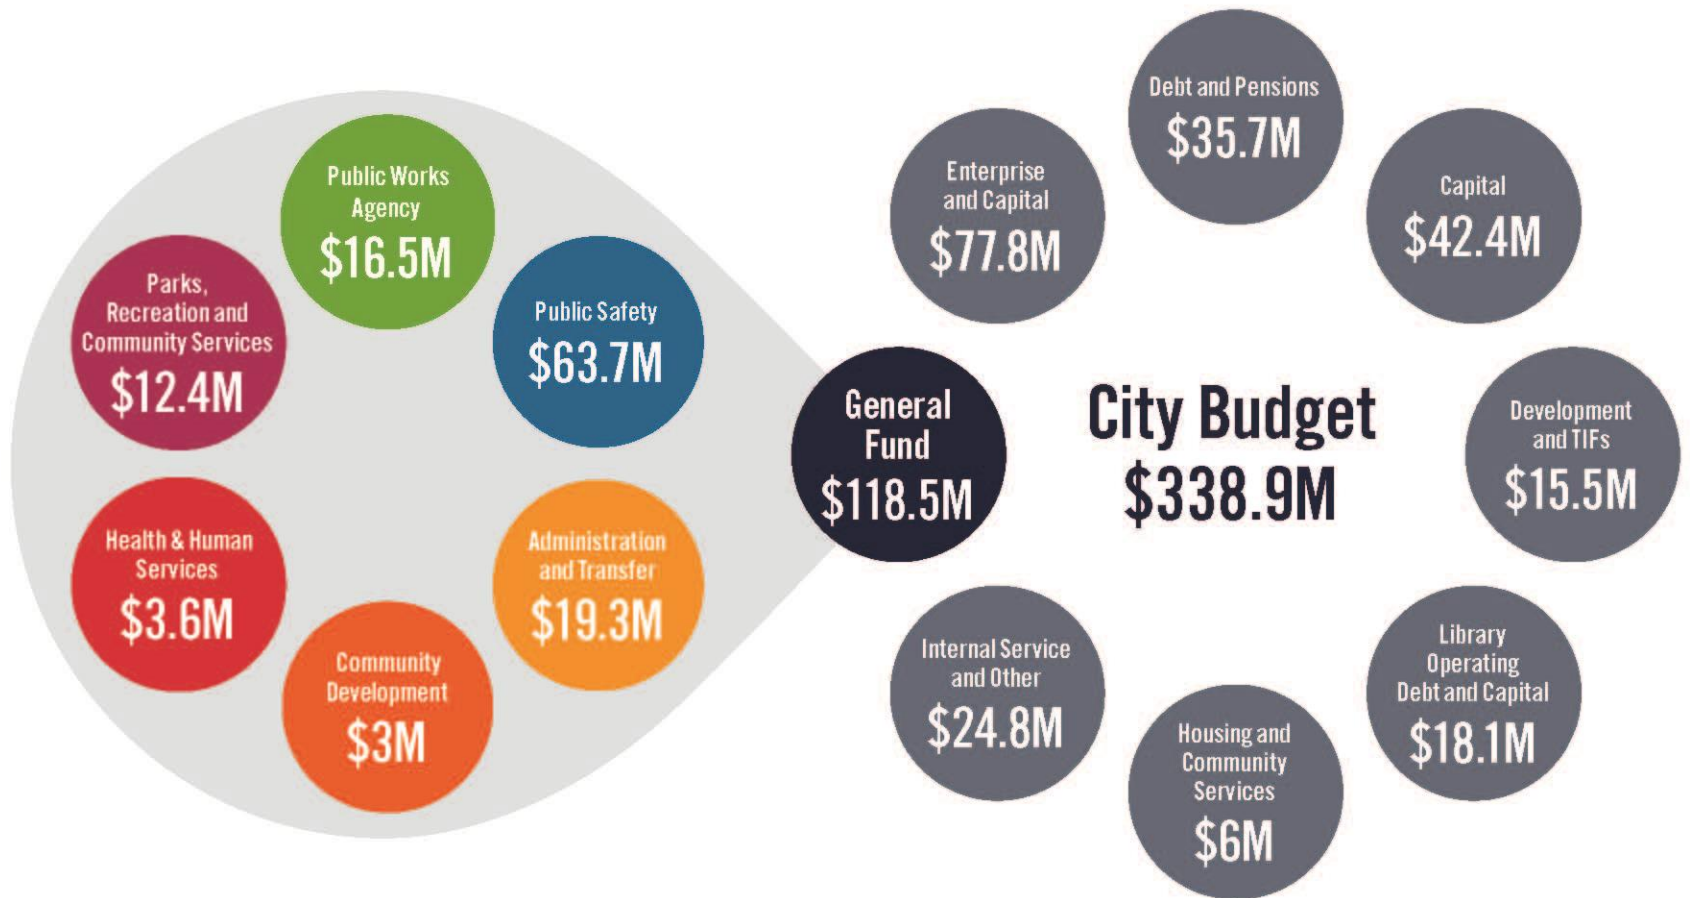 Public Works
Agency
$16.5M
Public Safety
$63.7M
Administration
and Transfer
$19.3M
Community
Development
$3M
Health & Human
Services
$3.6M
Parks,
Recreation and
Community Services
$12.4M
General
Fund
$118.5M
City Budget
$338.9M
Enterprise
and Capital
$77.8M
Debt and Pensions
$35.7M
Capital
$42.4M
Development
and TIFs
$15.5M
Library
Operating
Debt and Capital
$18.1M
Housing and
Community
Services
$6M
Internal Service
and Other
$24.8M